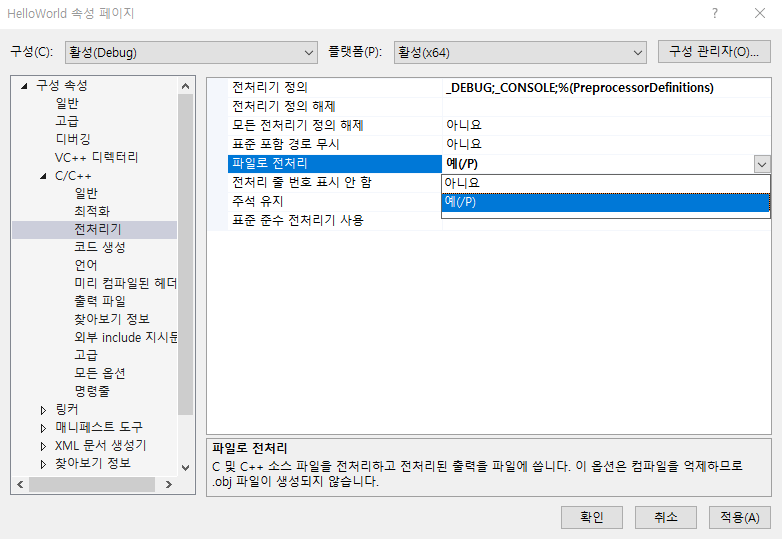 HelloWorld 속성 페이지
구성(C): 활성(Debug) 플랫폼(P): 활성(x64) 구성 관리자(O)...
구성 속성
일반
고급
디버깅
VC++ 디렉터리
C/C++
일반
최적화
전처리기
코드 생성
언어
미리 컴파일된 헤더
출력 파일
찾아보기 정보
외부 include 지시문
고급
모든 옵션
명령줄
링커
매니페스트 도구
XML 문서 생성기
찾아보기 정보
전처리기 정의 _DEBUG;_CONSOLE;%(PreprocessorDefinitions)
전처리기 정의 해제
모든 전처리기 정의 해제 아니요
표준 포함 경로 무시 아니요
파일로 전처리 예(/P)
전처리 줄 번호 표시 안 함 아니요
주석 유지 예(/P)
표준 준수 전처리기 사용
파일로 전처리
C 및 C++ 소스 파일을 전처리하고 전처리된 출력을 파일에 씁니다. 이 옵션은 컴파일을 억제하므로
.obj 파일이 생성되지 않습니다.
확인 취소 적용(A)